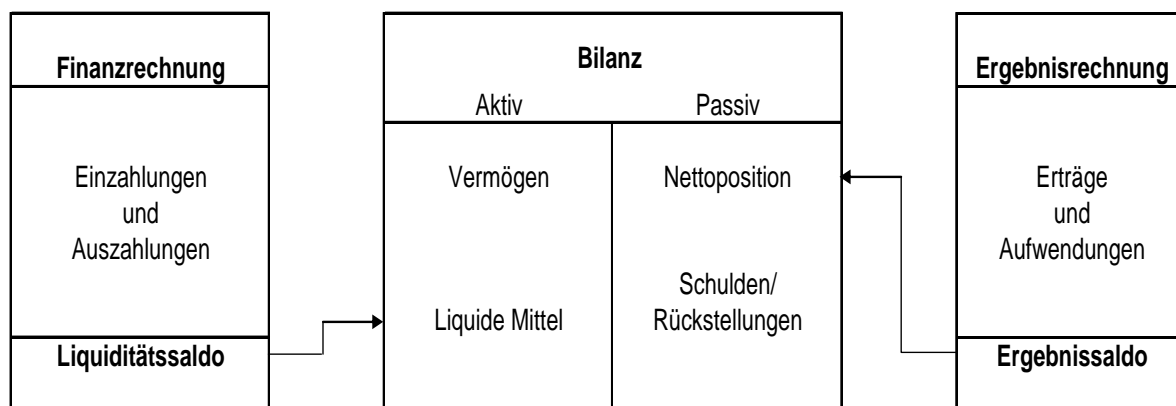 Finanzrechnung
Einzahlungen
und
Auszahlungen
Liquiditätssaldo
Bilanz
Aktiv Passiv
Vermögen Nettoposition
Liquide Mittel
Schulden/
Rückstellungen
Ergebnisrechnung
Erträge
und
Aufwendungen
Ergebnissaldo